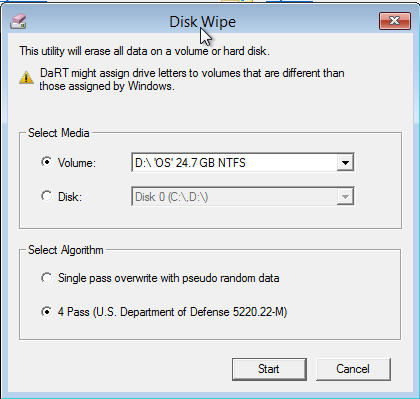 Disk Wipe
This utility will erase all data on a volume or hard disk.
DaRT might assign drive letters to volumes that are different than
those assigned by Windows.
Select Media
Volume:
D:\ 'OS' 24.7 GB NTFS
Disk:
Disk 0 (C:\,D:\)
Select Algorithm
Single pass overwrite with pseudo random data
4 Pass (U.S. Department of Defense 5220.22-M)
Start
Cancel